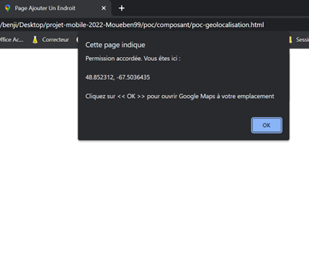 Page Ajouter Un Endroit
/benji/Desktop/projet-mobile-2022-Moueben99/poc/composant/poc-geolocalisation.html
ffice Ac...
Correcteur
Sessi
Cette page indique
Permission accordée. Vous êtes ici :
48.852312, -67.5036435
Cliquez sur << OK >> pour ouvrir Google Maps à votre emplacement
OK